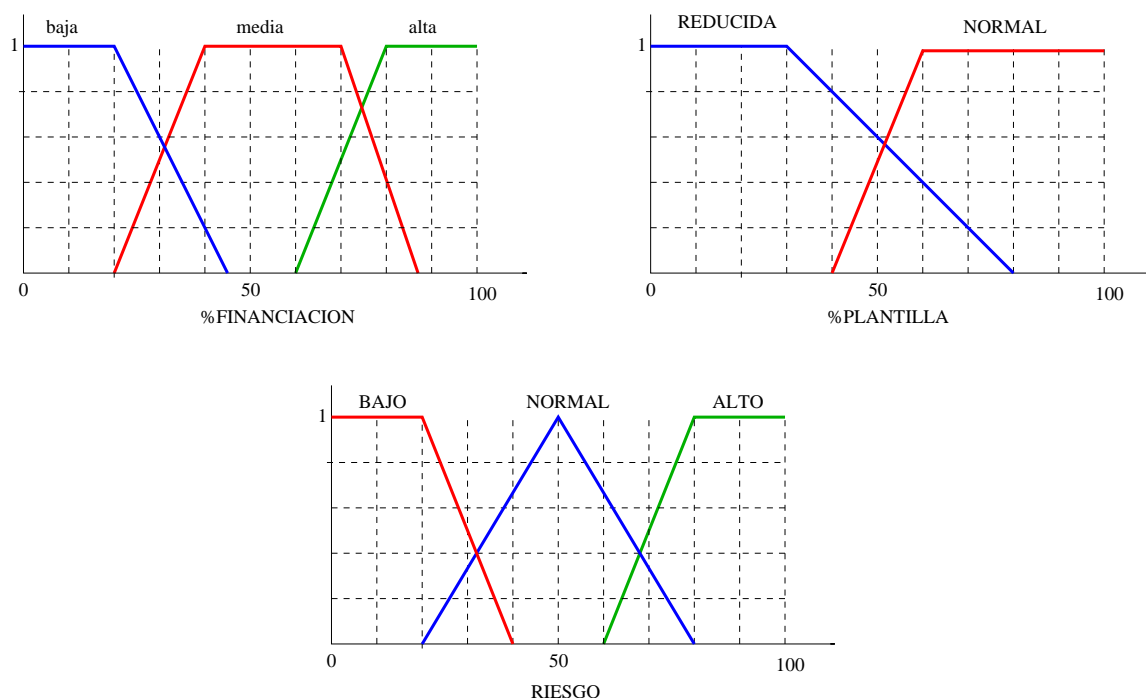 baja media alta
1
0 50 100
%FINANCIACION
REDUCIDA NORMAL
1
0 50 100
%PLANTILLA
BAJO NORMAL ALTO
1
0 50 100
RIESGO